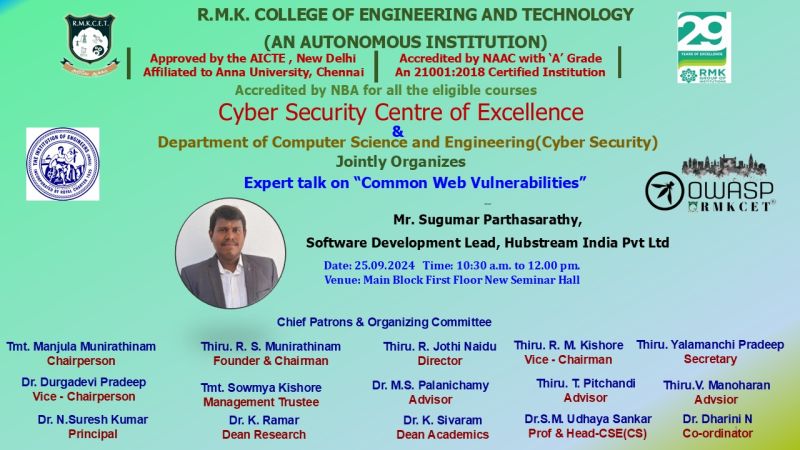 R.M.K. COLLEGE OF ENGINEERING AND TECHNOLOGY
(AN AUTONOMOUS INSTITUTION)
R.M.K.C.E.T.
Approved by the AICTE , New Delhi
Affiliated to Anna University, Chennai
Accredited by NAAC with ‘A’ Grade
An 21001:2018 Certified Institution
29
YEARS OF EXCELLENCE
RMK
GROUP OF
INSTITUTIONS
Accredited by NBA for all the eligible courses
Cyber Security Centre of Excellence
&
Department of Computer Science and Engineering(Cyber Security)
Jointly Organizes
Expert talk on “Common Web Vulnerabilities”
THE INSTITUTION OF ENGINEERS
INCORPORATED BY ROYAL CHARTER 1935
OWASP
RMKCET
Mr. Sugumar Parthasarathy,
Software Development Lead, Hubstream India Pvt Ltd
Date: 25.09.2024 Time: 10:30 a.m. to 12.00 pm.
Venue: Main Block First Floor New Seminar Hall
Chief Patrons & Organizing Committee
Tmt. Manjula Munirathinam
Chairperson
Thiru. R. S. Munirathinam
Founder & Chairman
Thiru. R. Jothi Naidu
Director
Thiru. R. M. Kishore
Vice - Chairman
Thiru. Yalamanchi Pradeep
Secretary
Dr. Durgadevi Pradeep
Vice - Chairperson
Tmt. Sowmya Kishore
Management Trustee
Dr. M.S. Palanichamy
Advisor
Thiru. T. Pitchandi
Advisor
Thiru.V. Manoharan
Advsior
Dr. N.Suresh Kumar
Principal
Dr. K. Ramar
Dean Research
Dr. K. Sivaram
Dean Academics
Dr.S.M. Udhaya Sankar
Prof & Head-CSE(CS)
Dr. Dharini N
Co-ordinator